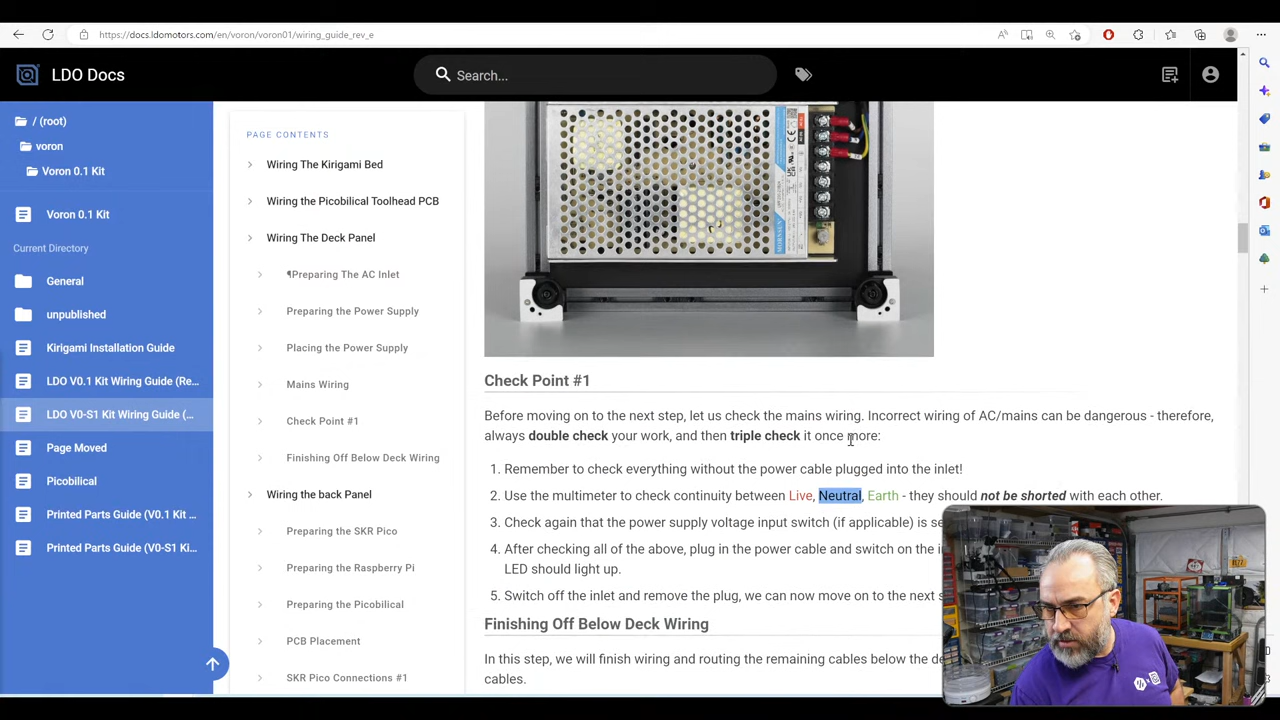 https://docs.ldomotors.com/en/voron/voron01/wiring_guide_rev_e
LDO Docs
Search...
/ (root)
voron
Voron 0.1 Kit
Voron 0.1 Kit
Current Directory
General
unpublished
Kirigami Installation Guide
LDO V0.1 Kit Wiring Guide (Re...
LDO V0-S1 Kit Wiring Guide (...
Page Moved
Picobilical
Printed Parts Guide (V0.1 Kit ...
Printed Parts Guide (V0-S1 Ki...
PAGE CONTENTS
Wiring The Kirigami Bed
Wiring the Picobilical Toolhead PCB
Wiring The Deck Panel
¶Preparing The AC Inlet
Preparing the Power Supply
Placing the Power Supply
Mains Wiring
Check Point #1
Finishing Off Below Deck Wiring
Wiring the back Panel
Preparing the SKR Pico
Preparing the Raspberry Pi
Preparing the Picobilical
PCB Placement
SKR Pico Connections #1
MORNSUN
Check Point #1
Before moving on to the next step, let us check the mains wiring. Incorrect wiring of AC/mains can be dangerous - therefore,
always double check your work, and then triple check it once more:
1. Remember to check everything without the power cable plugged into the inlet!
2. Use the multimeter to check continuity between Live, Neutral, Earth - they should not be shorted with each other.
3. Check again that the power supply voltage input switch (if applicable) is se
4. After checking all of the above, plug in the power cable and switch on the i
LED should light up.
5. Switch off the inlet and remove the plug, we can now move on to the next s
Finishing Off Below Deck Wiring
In this step, we will finish wiring and routing the remaining cables below the de
cables.